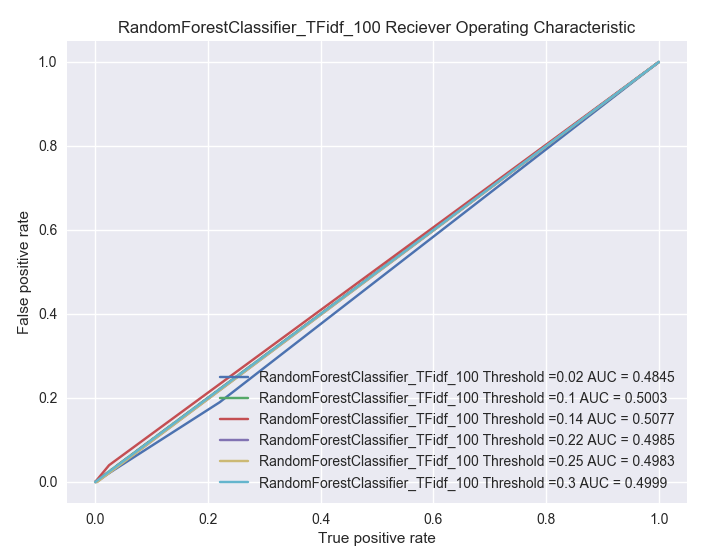 RandomForestClassifier_TFidf_100 Reciever Operating Characteristic
1.0
0.8
0.6
0.4
0.2
0.0
False positive rate
RandomForestClassifier_TFidf_100 Threshold =0.02 AUC = 0.4845
RandomForestClassifier_TFidf_100 Threshold =0.1 AUC = 0.5003
RandomForestClassifier_TFidf_100 Threshold =0.14 AUC = 0.5077
RandomForestClassifier_TFidf_100 Threshold =0.22 AUC = 0.4985
RandomForestClassifier_TFidf_100 Threshold =0.25 AUC = 0.4983
RandomForestClassifier_TFidf_100 Threshold =0.3 AUC = 0.4999
0.0 0.2 0.4 0.6 0.8 1.0
True positive rate